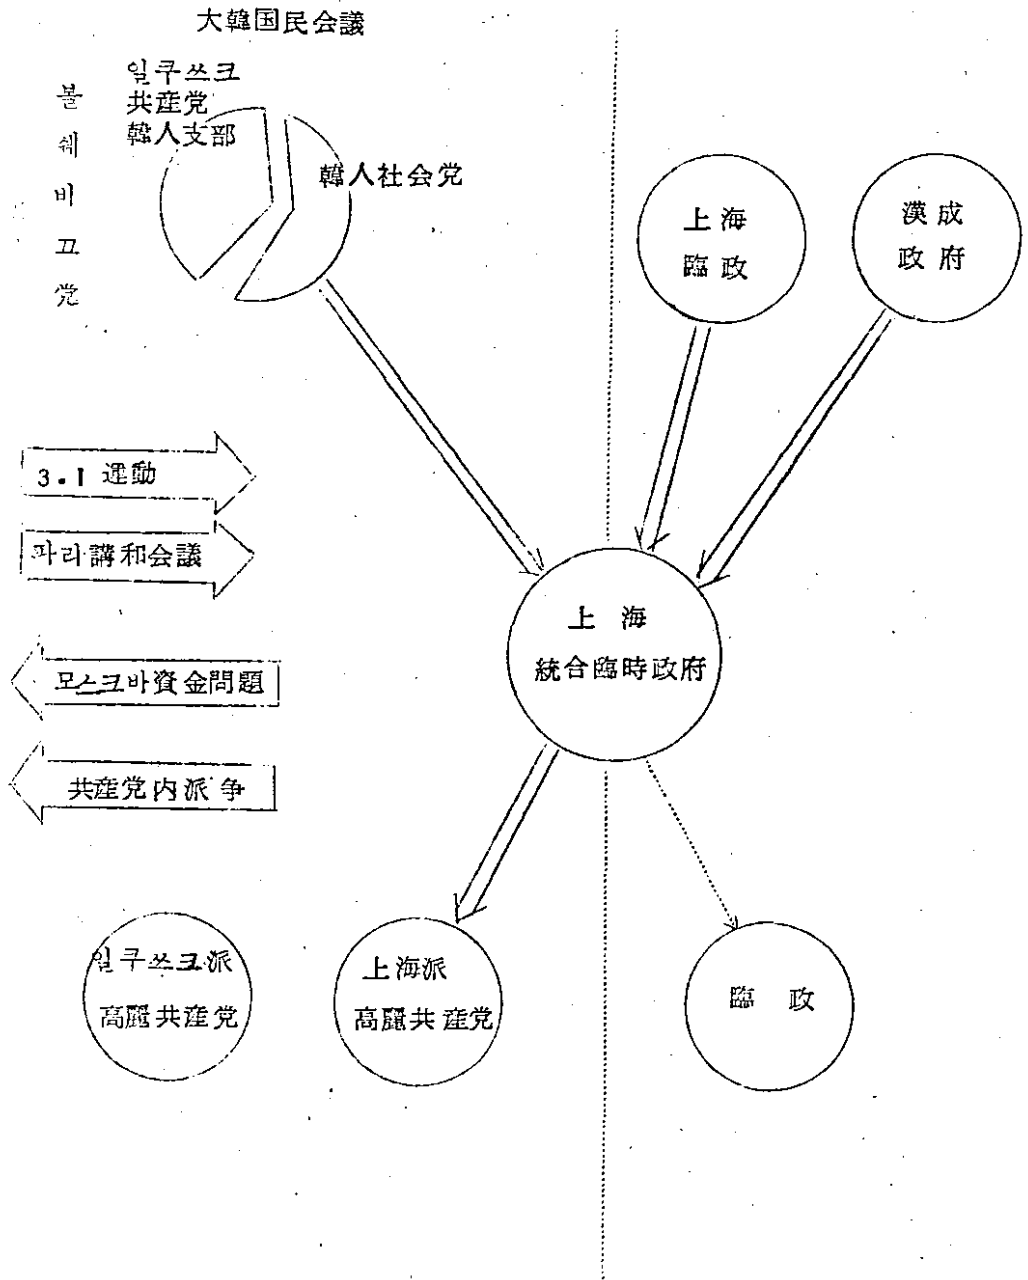 大韓国民会議
일쿠쓰크
共産党
韓人支部
볼쉐비끄党
韓人社会党
上海
臨政
漢成
政府
3.1 運動
파리講和会議
모스크바資金問題
共産党内派争
上海
統合臨時政府
일쿠쓰크派
高麗共産党
上海派
高麗共産党
臨政